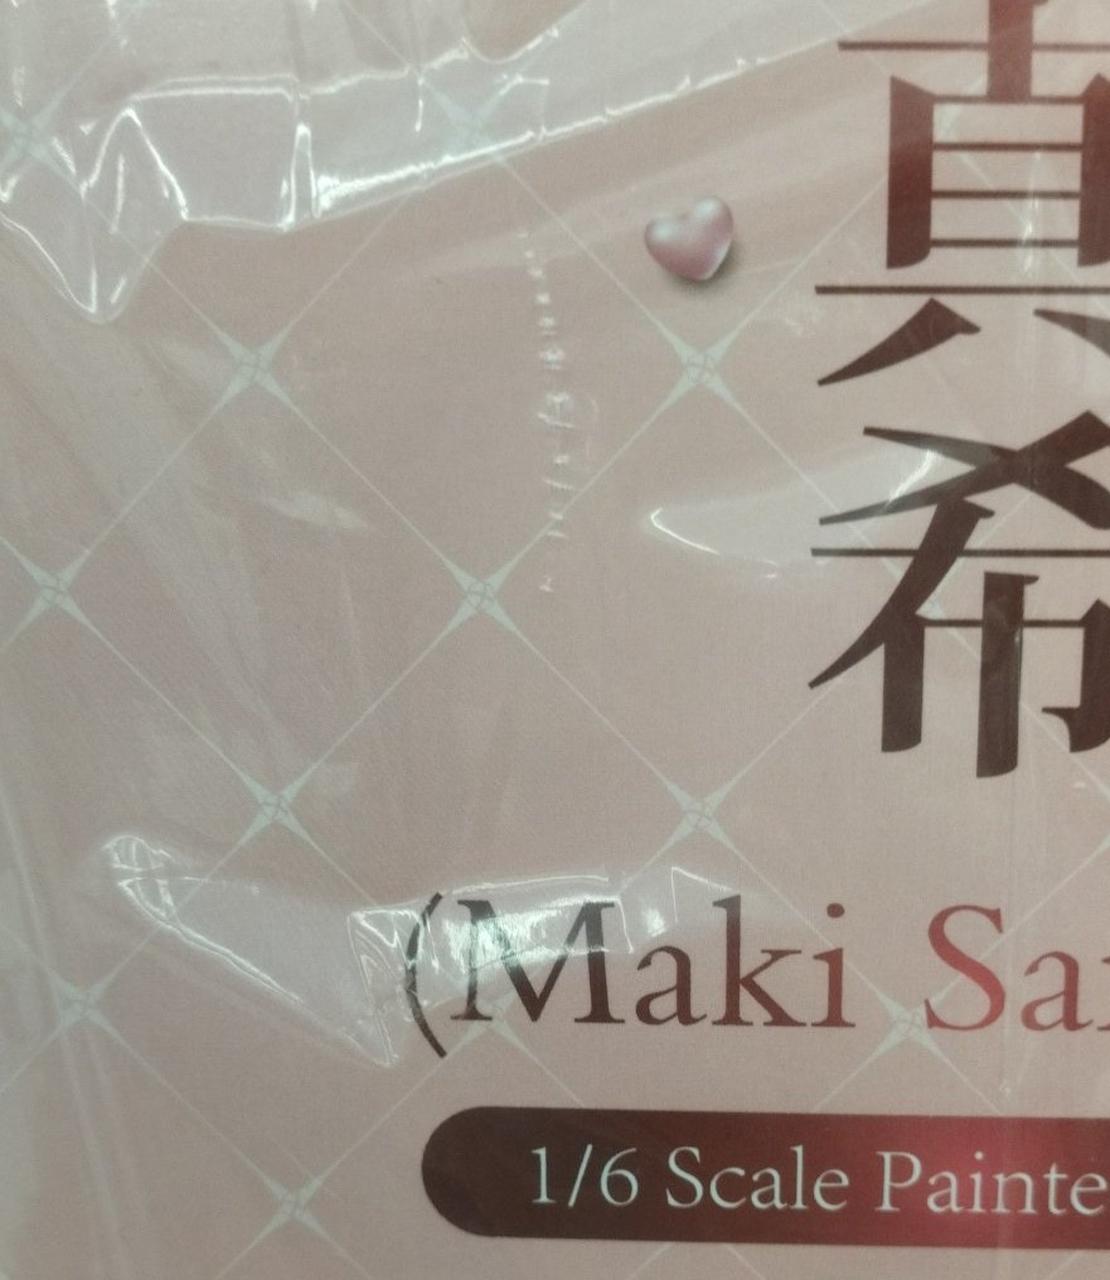 真
希
(Maki Sa
1/6 Scale Painte